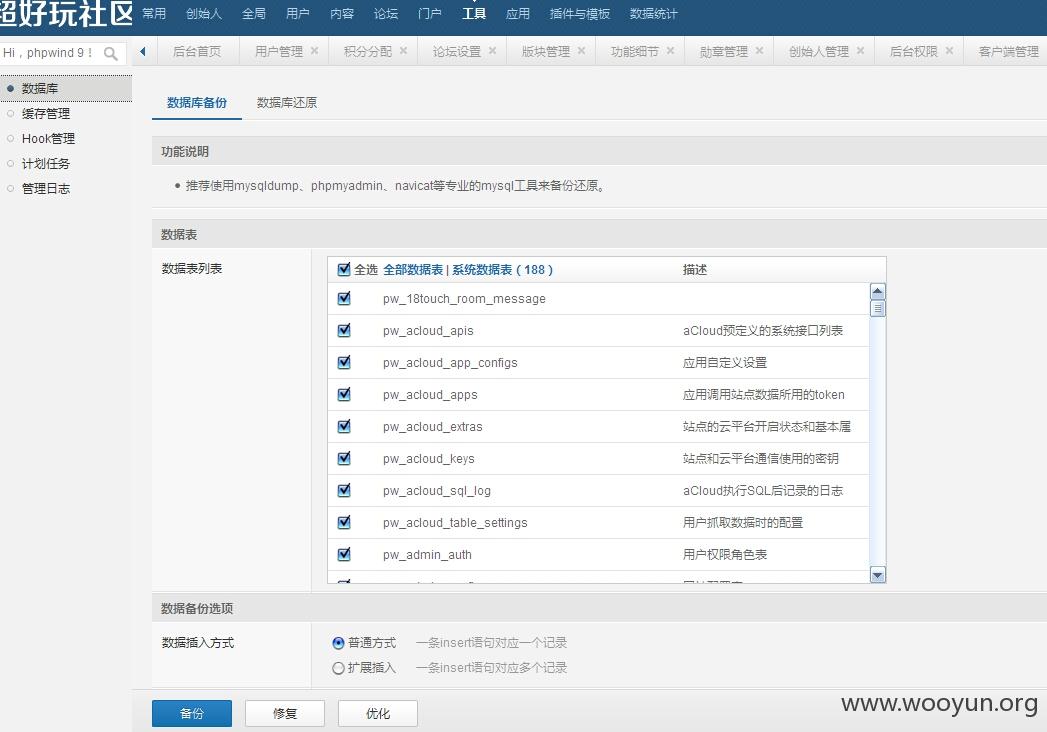 超好玩社区
常用 创始人 全局 用户 内容 论坛 门户 工具 应用 插件与模板 数据统计
Hi，phpwind 9！
后台首页 用户管理 积分分配 论坛设置 版块管理 功能细节 勋章管理 创始人管理 后台权限 客户端管理
数据库
缓存管理
Hook管理
计划任务
管理日志
数据库备份 数据库还原
功能说明
推荐使用mysqldump、phpmyadmin、navicat等专业的mysql工具来备份还原。
数据表
数据表列表
全选 全部数据表 | 系统数据表（188） 描述
pw_18touch_room_message
pw_acloud_apis aCloud预定义的系统接口列表
pw_acloud_app_configs 应用自定义设置
pw_acloud_apps 应用调用站点数据所用的token
pw_acloud_extras 站点的云平台开启状态和基本属
pw_acloud_keys 站点和云平台通信使用的密钥
pw_acloud_sql_log aCloud执行SQL后记录的日志
pw_acloud_table_settings 用户抓取数据时的配置
pw_admin_auth 用户权限角色表
数据备份选项
数据插入方式
普通方式 一条insert语句对应一个记录
扩展插入 一条insert语句对应多个记录
备份 修复 优化
www.wooyun.org